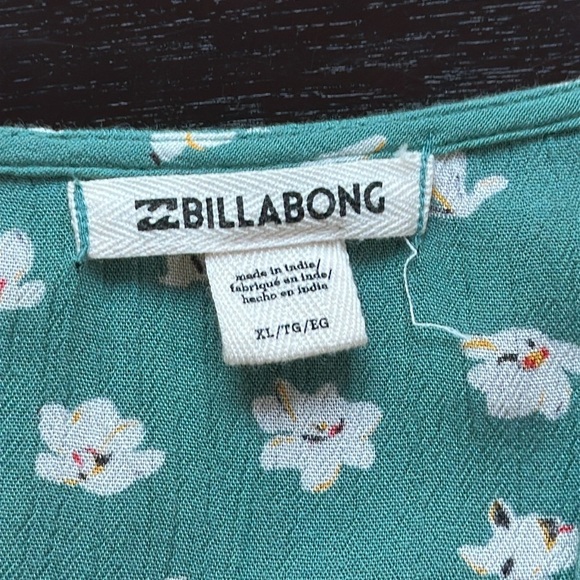 BILLABONG
made in india/
fabriqué en inde/
hecho en india
XL/TG/EG